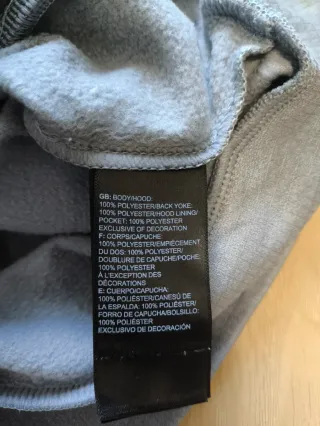 GB: BODY/HOOD:
100% POLYESTER/BACK YOKE:
100% POLYESTER/HOOD LINING/
POCKET: 100% POLYESTER
EXCLUSIVE OF DECORATION
F: CORPS/CAPUCHE:
100% POLYESTER/EMPIÈCEMENT
DU DOS: 100% POLYESTER/
DOUBLURE DE CAPUCHE/POCHE:
100% POLYESTER
À L'EXCEPTION DES
DÉCORATIONS
E: CUERPO/CAPUCHA:
100% POLIÉSTER/CANESÚ DE
LA ESPALDA: 100% POLIÉSTER/
FORRO DE CAPUCHA/BOLSILLO:
100% POLIÉSTER
EXCLUSIVO DE DECORACIÓN